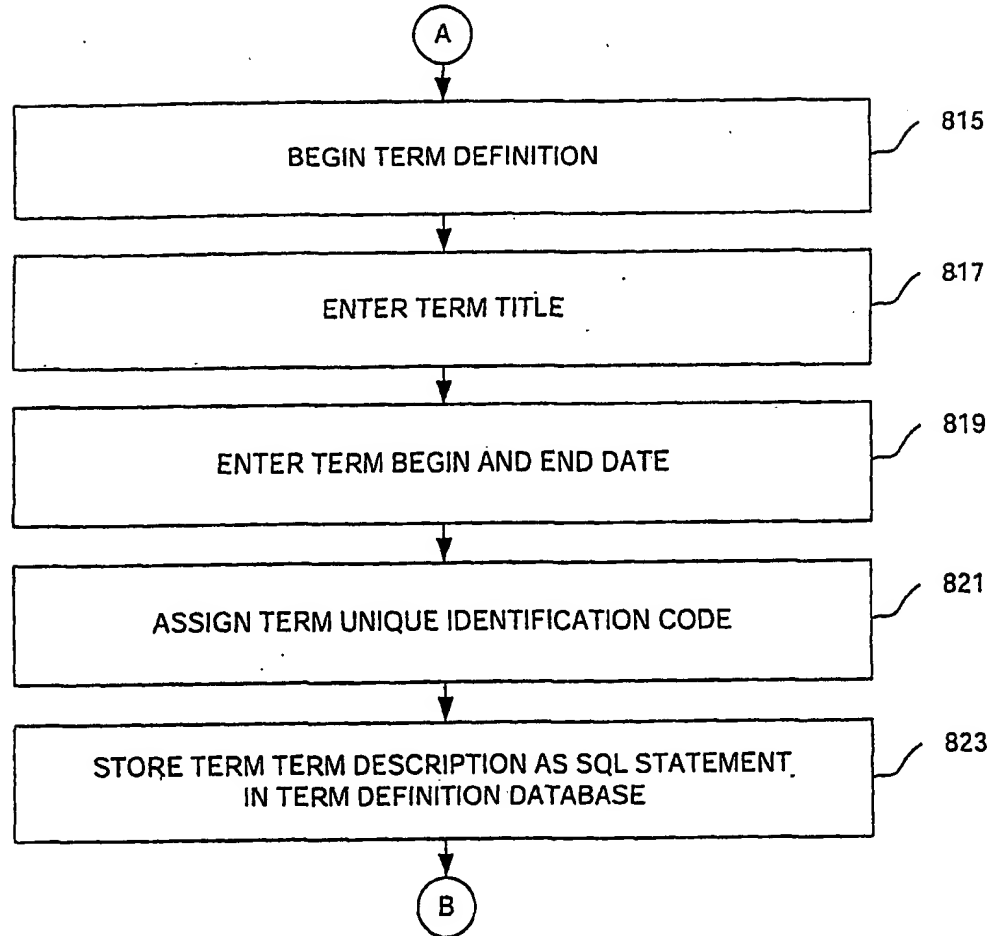 A
BEGIN TERM DEFINITION
815
ENTER TERM TITLE
817
ENTER TERM BEGIN AND END DATE
819
ASSIGN TERM UNIQUE IDENTIFICATION CODE
821
STORE TERM TERM DESCRIPTION AS SQL STATEMENT
IN TERM DEFINITION DATABASE
823
B